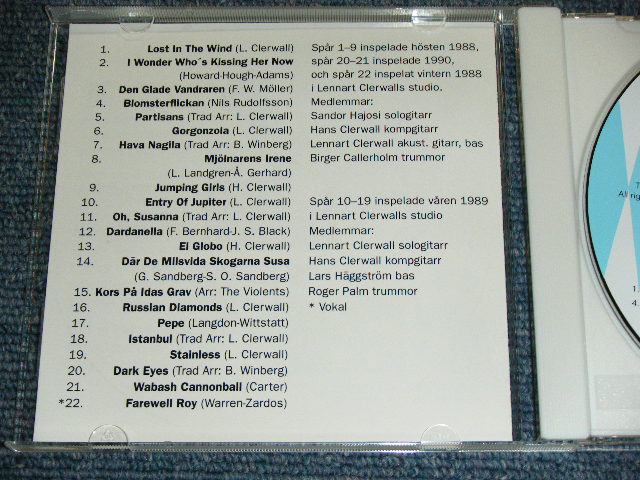 1. Lost In The Wind (L. Clerwall)
2. I Wonder Who´s Kissing Her Now
(Howard-Hough-Adams)
3. Den Glade Vandraren (F. W. Möller)
4. Blomsterflickan (Nils Rudolfsson)
5. Partisans (Trad Arr: L. Clerwall)
6. Gorgonzola (L. Clerwall)
7. Hava Nagila (Trad Arr: B. Winberg)
8. Mjölnarens Irene
(L. Landgren-Å. Gerhard)
9. Jumping Girls (H. Clerwall)
10. Entry Of Jupiter (L. Clerwall)
11. Oh, Susanna (Trad Arr: L. Clerwall)
12. Dardanella (F. Bernhard-J. S. Black)
13. El Globo (H. Clerwall)
14. Där De Milsvida Skogarna Susa
(G. Sandberg-S. O. Sandberg)
15. Kors På Idas Grav (Arr: The Violents)
16. Russian Diamonds (L. Clerwall)
17. Pepe (Langdon-Wittstatt)
18. Istanbul (Trad Arr: L. Clerwall)
19. Stainless (L. Clerwall)
20. Dark Eyes (Trad Arr: B. Winberg)
21. Wabash Cannonball (Carter)
*22. Farewell Roy (Warren-Zardos)
Spår 1-9 inspelade hösten 1988,
spår 20-21 inspelade 1990,
och spår 22 inspelat vintern 1988
i Lennart Clerwalls studio.
Medlemmar:
Sandor Hajosi sologitarr
Hans Clerwall kompgitarr
Lennart Clerwall akust. gitarr, bas
Birger Callerholm trummor
Spår 10-19 inspelade våren 1989
i Lennart Clerwalls studio
Medlemmar:
Lennart Clerwall sologitarr
Hans Clerwall kompgitarr
Lars Häggström bas
Roger Palm trummor
* Vokal
All rig
1.
4.